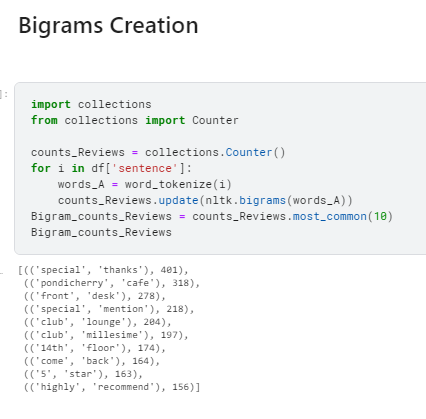 Bigrams Creation
]:
import collections
from collections import Counter
counts_Reviews = collections.Counter()
for i in df['sentence']:
    words_A = word_tokenize(i)
    counts_Reviews.update(nltk.bigrams(words_A))
Bigram_counts_Reviews = counts_Reviews.most_common(10)
Bigram_counts_Reviews
[(('special', 'thanks'), 401),
 (('pondicherry', 'cafe'), 318),
 (('front', 'desk'), 278),
 (('special', 'mention'), 218),
 (('club', 'lounge'), 204),
 (('club', 'millesime'), 197),
 (('14th', 'floor'), 174),
 (('come', 'back'), 164),
 (('5', 'star'), 163),
 (('highly', 'recommend'), 156)]